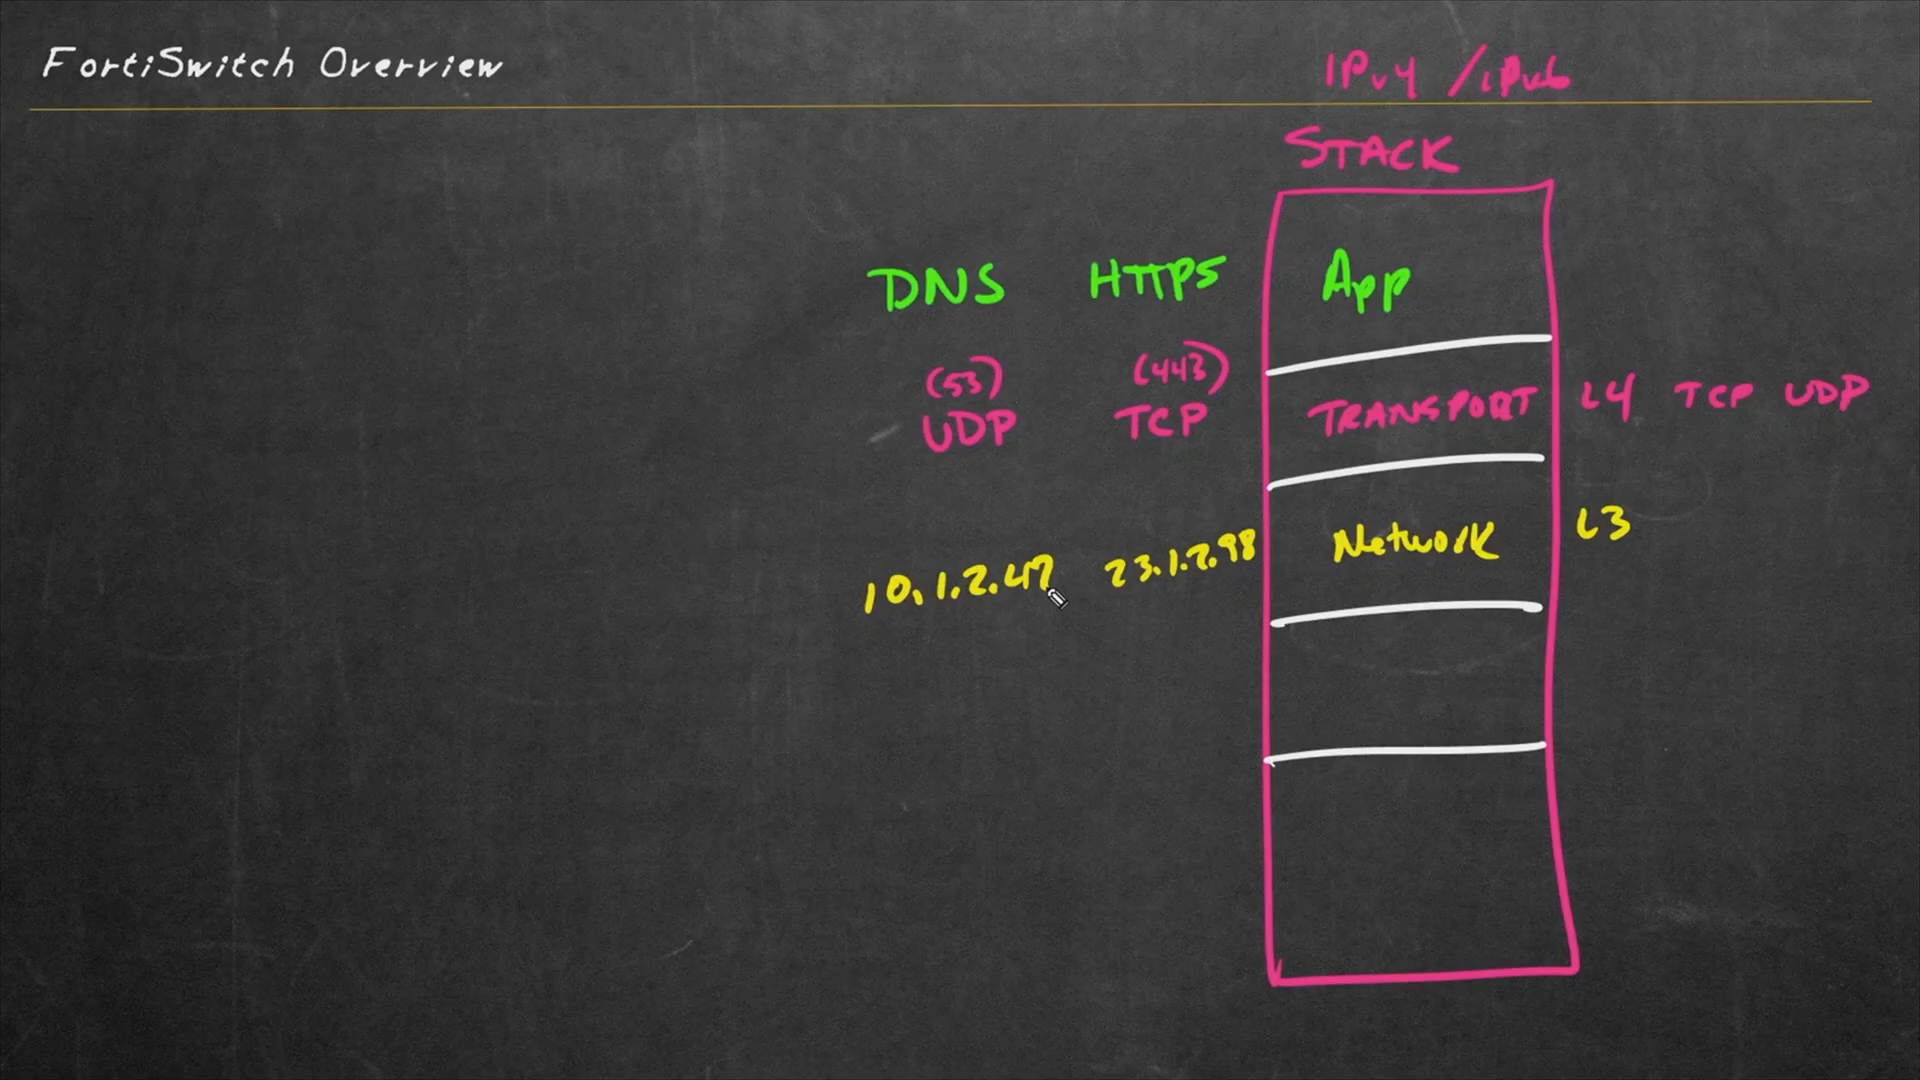 FortiSwitch Overview
IPv4 / IPv6
STACK
DNS HTTPS App
(53) (443)
UDP TCP TRANSPORT L4 TCP UDP
10.1.2.47 23.1.2.98 Network L3